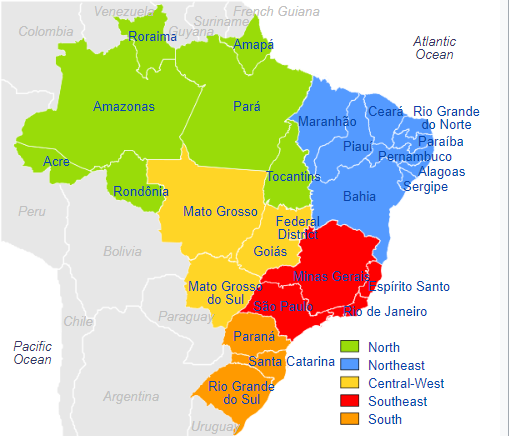 Venezuela
French Guiana
Suriname
Colombia
Guyana
Roraima
Amapá
Atlantic
Ocean
Amazonas
Pará
Maranhão
Ceará
Rio Grande
do Norte
Piauí
Paraíba
Pernambuco
Acre
Alagoas
Tocantins
Sergipe
Rondônia
Bahia
Peru
Mato Grosso
Federal
District
Bolivia
Goiás
Minas Gerais
Mato Grosso
do Sul
Espírito Santo
São Paulo
Rio de Janeiro
Chile
Paraguay
Paraná
Pacific
Ocean
Santa Catarina
Rio Grande
do Sul
Argentina
Uruguay
North
Northeast
Central-West
Southeast
South